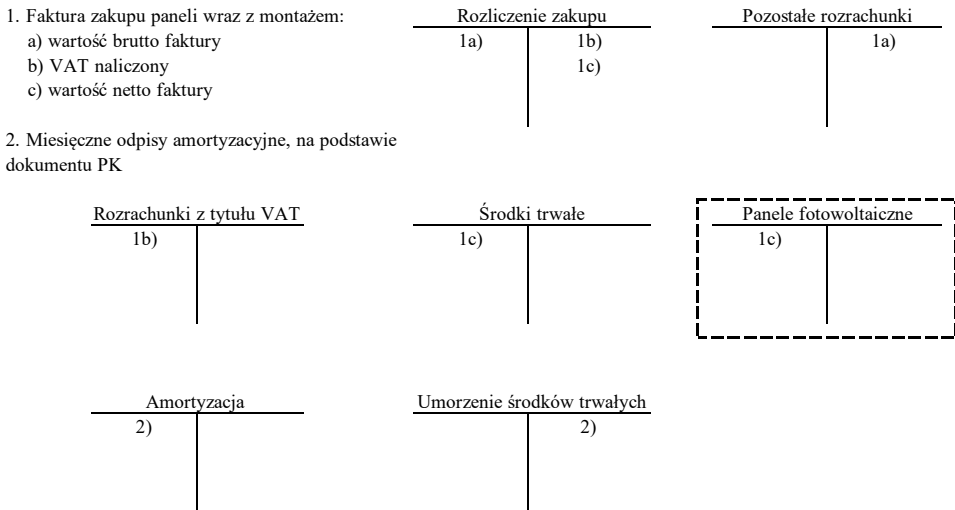 1. Faktura zakupu paneli wraz z montażem:
a) wartość brutto faktury
b) VAT naliczony
c) wartość netto faktury
2. Miesięczne odpisy amortyzacyjne, na podstawie
dokumentu PK
Rozliczenie zakupu
1a) 1b)
1c)
Pozostałe rozrachunki
1a)
Rozrachunki z tytułu VAT
1b)
Środki trwałe
1c)
Panele fotowoltaiczne
1c)
Amortyzacja
2)
Umorzenie środków trwałych
2)